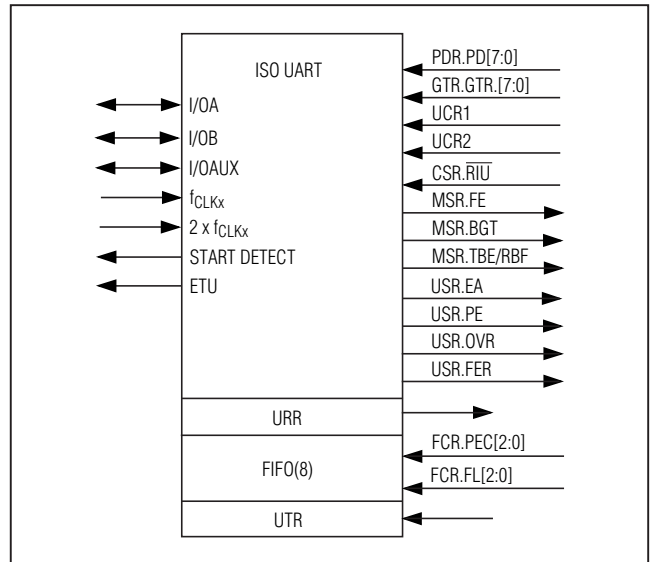 ISO UART
I/OA
I/OB
I/OAUX
fCLKx
2 x fCLKx
START DETECT
ETU
PDR.PD[7:0]
GTR.GTR.[7:0]
UCR1
UCR2
CSR.R̅I̅U̅
MSR.FE
MSR.BGT
MSR.TBE/RBF
USR.EA
USR.PE
USR.OVR
USR.FER
URR
FIFO(8)
FCR.PEC[2:0]
FCR.FL[2:0]
UTR